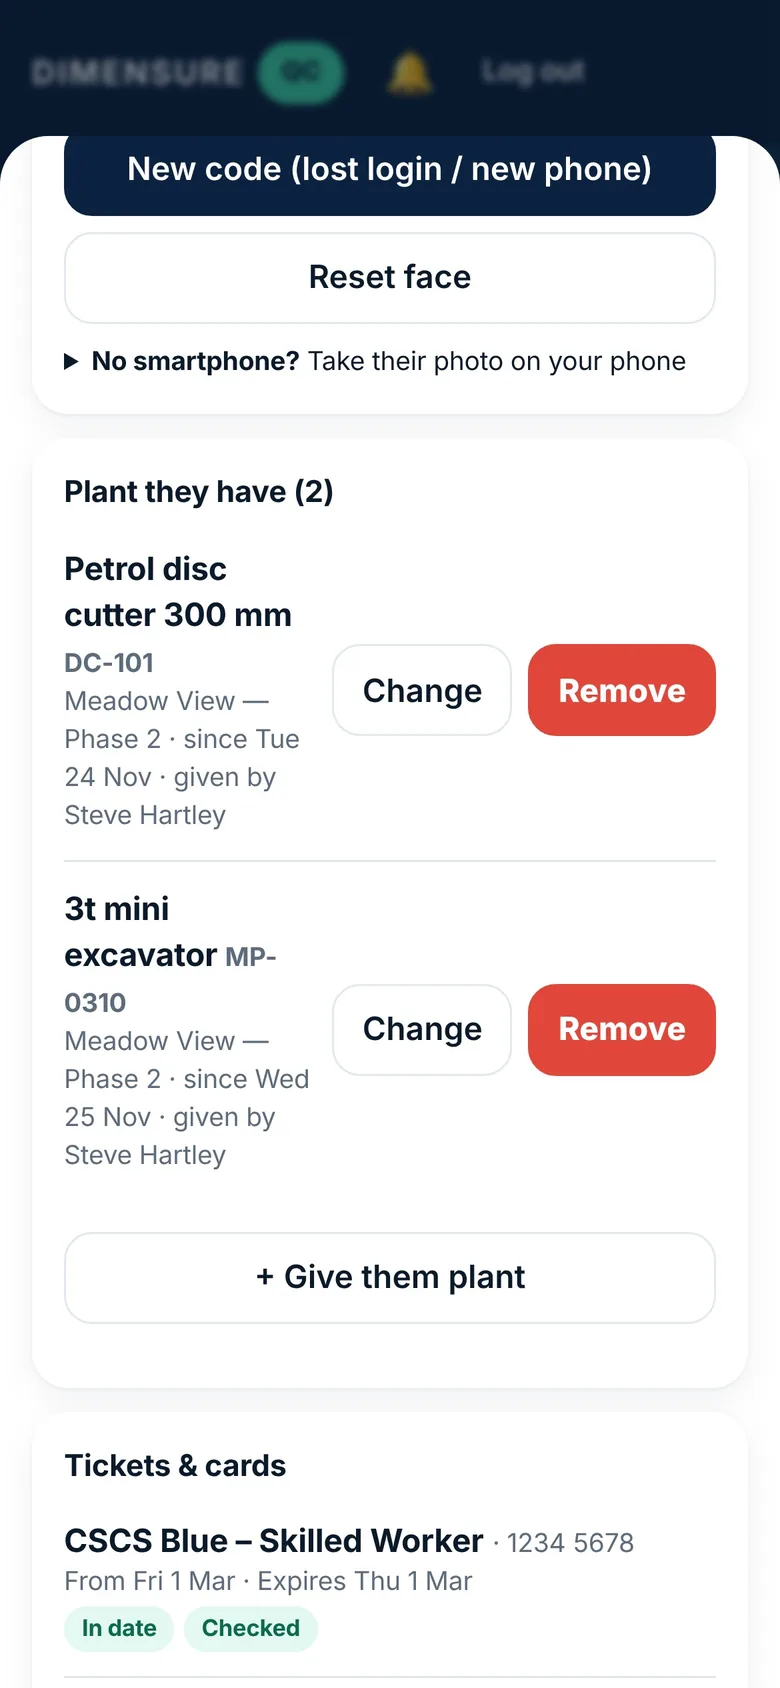 DIMENSURE QC Log out
New code (lost login / new phone)
Reset face
No smartphone? Take their photo on your phone
Plant they have (2)
Petrol disc
cutter 300 mm
DC-101
Meadow View —
Phase 2 · since Tue
24 Nov · given by
Steve Hartley
Change
Remove
3t mini
excavator MP-
0310
Meadow View —
Phase 2 · since Wed
25 Nov · given by
Steve Hartley
Change
Remove
+ Give them plant
Tickets & cards
CSCS Blue – Skilled Worker · 1234 5678
From Fri 1 Mar · Expires Thu 1 Mar
In date
Checked